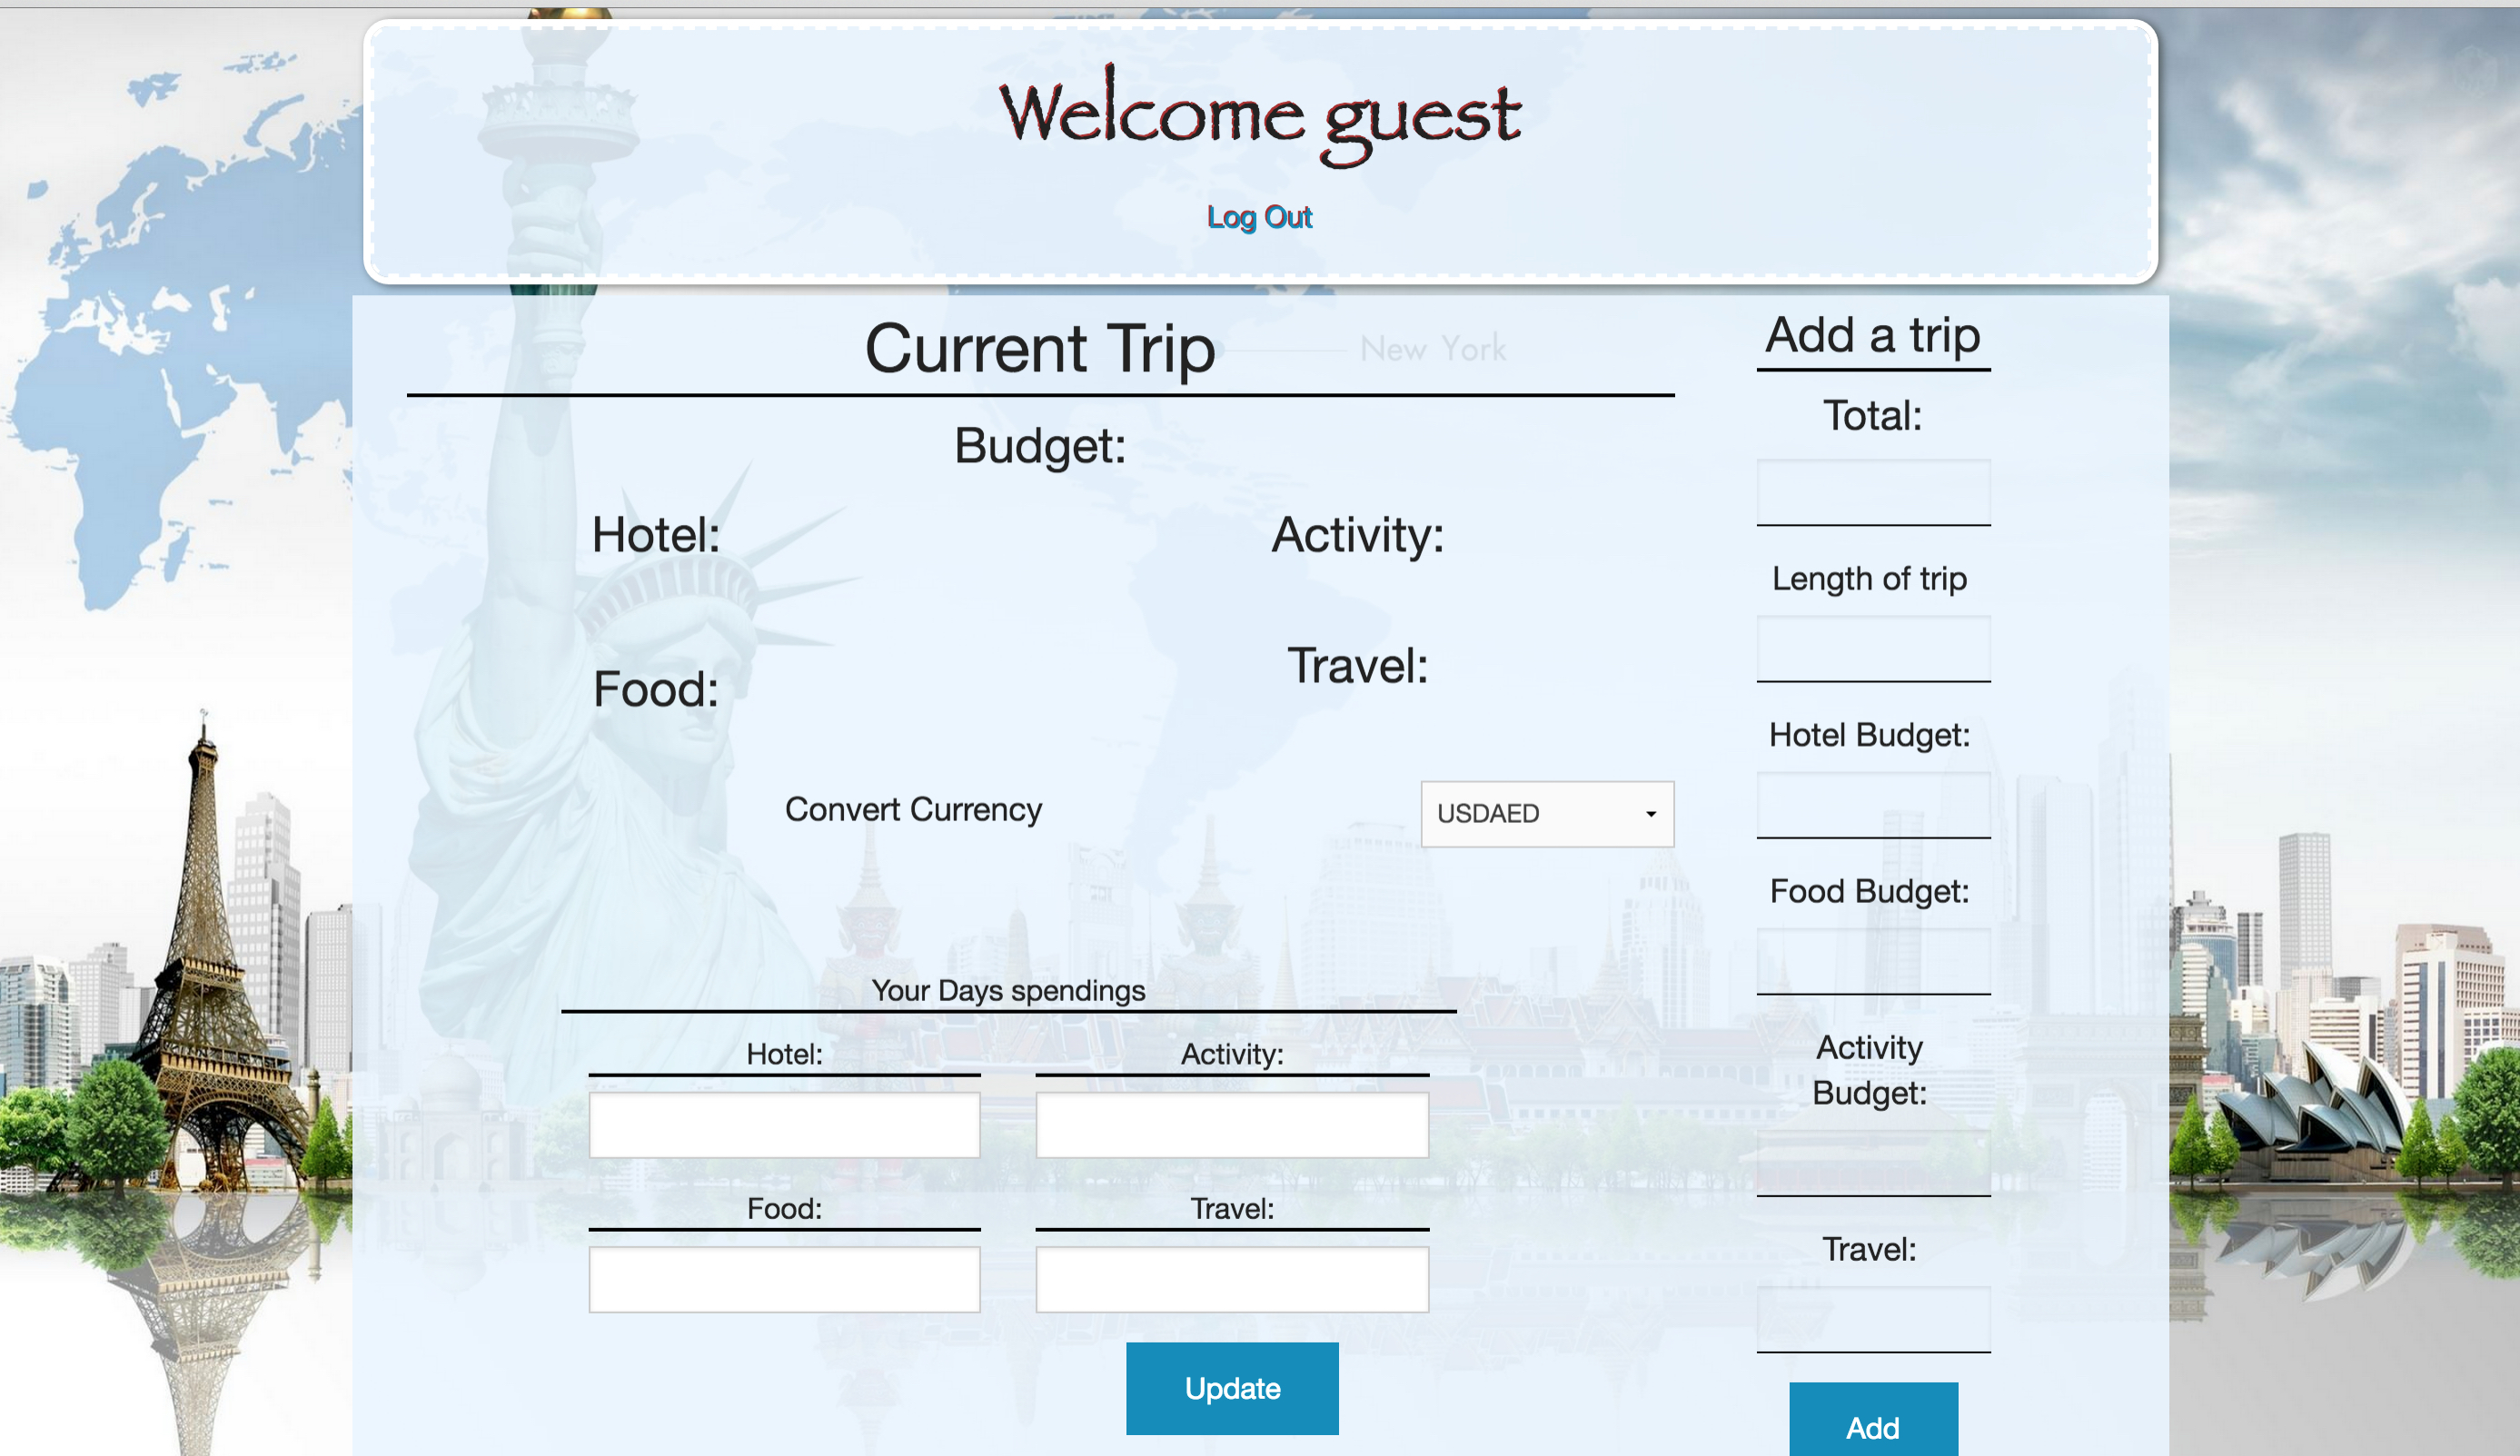 Welcome guest
Log Out
Current Trip
New York
Budget:
Hotel:
Activity:
Food:
Travel:
Convert Currency
USDAED
Your Days spendings
Hotel:
Activity:
Food:
Travel:
Update
Add a trip
Total:
Length of trip
Hotel Budget:
Food Budget:
Activity
Budget:
Travel:
Add